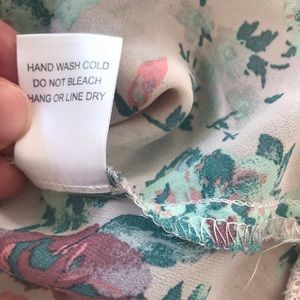 HAND WASH COLD
DO NOT BLEACH
HANG OR LINE DRY